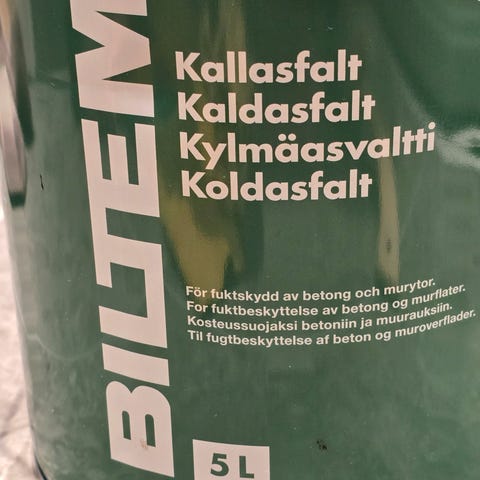 BILTEM
Kallasfalt
Kaldasfalt
Kylmäasvaltti
Koldasfalt
För fuktskydd av betong och murytor.
For fuktbeskyttelse av betong og murflater.
Kosteussuojaksi betoniin ja muurauksiin.
Til fugtbeskyttelse af beton og muroverflader.
5 L